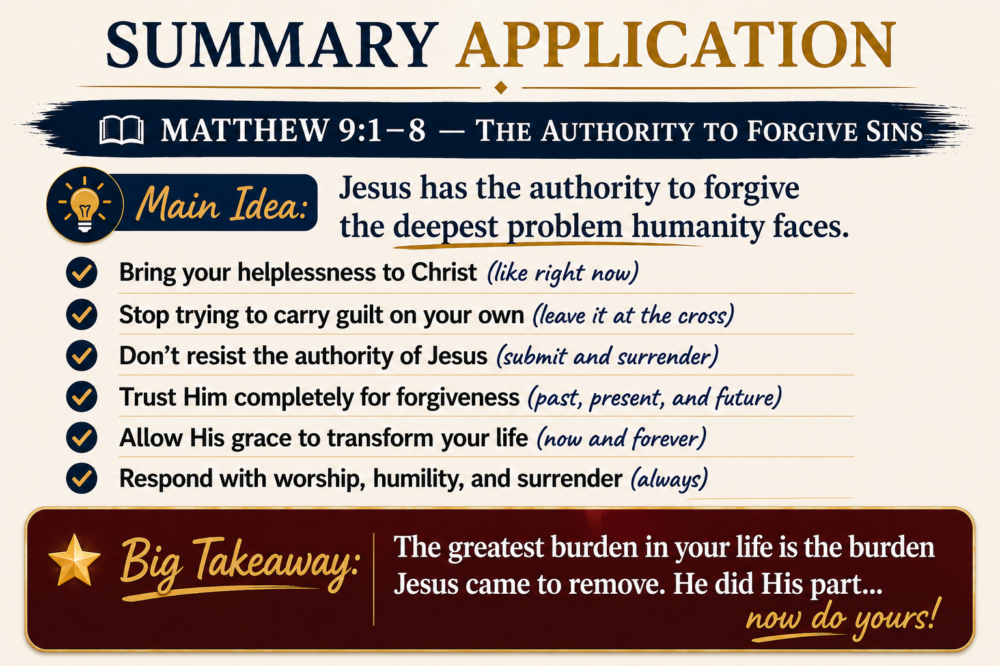 SUMMARY APPLICATION
MATTHEW 9:1–8 — THE AUTHORITY TO FORGIVE SINS
Main Idea:
Jesus has the authority to forgive
the deepest problem humanity faces.
Bring your helplessness to Christ (like right now)
Stop trying to carry guilt on your own (leave it at the cross)
Don’t resist the authority of Jesus (submit and surrender)
Trust Him completely for forgiveness (past, present, and future)
Allow His grace to transform your life (now and forever)
Respond with worship, humility, and surrender (always)
Big Takeaway:
The greatest burden in your life is the burden
Jesus came to remove. He did His part...
now do yours!